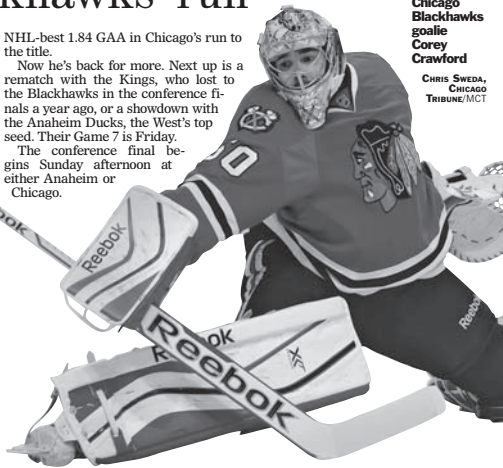 khawks' run
NHL-best 1.84 GAA in Chicago's run to
the title.
Now he's back for more. Next up is a
rematch with the Kings, who lost to
the Blackhawks in the conference fi-
nals a year ago, or a showdown with
the Anaheim Ducks, the West's top
seed. Their Game 7 is Friday.
The conference final be-
gins Sunday afternoon at
either Anaheim or
Chicago.
Chicago
Blackhawks
goalie
Corey
Crawford
CHRIS SWEDA,
CHICAGO
TRIBUNE/MCT
Reebok
Reebok
Reebok
Reebok